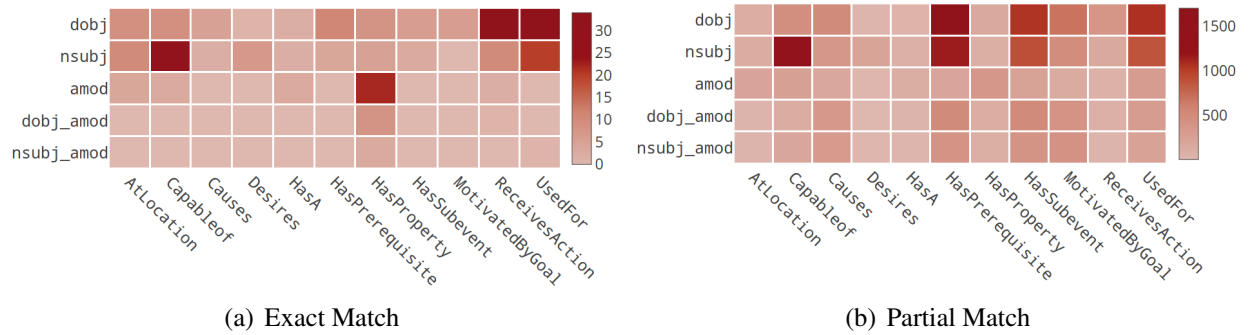 dobj
nsubj
amod
dobj_amod
nsubj_amod
30
25
20
15
10
5
0
AtLocation
Capableof
Causes
Desires
HasA
HasPrerequisite
HasProperty
HasSubevent
MotivatedByGoal
ReceivesAction
UsedFor
(a) Exact Match
dobj
nsubj
amod
dobj_amod
nsubj_amod
1500
1000
500
AtLocation
Capableof
Causes
Desires
HasA
HasPrerequisite
HasProperty
HasSubevent
MotivatedByGoal
ReceivesAction
UsedFor
(b) Partial Match